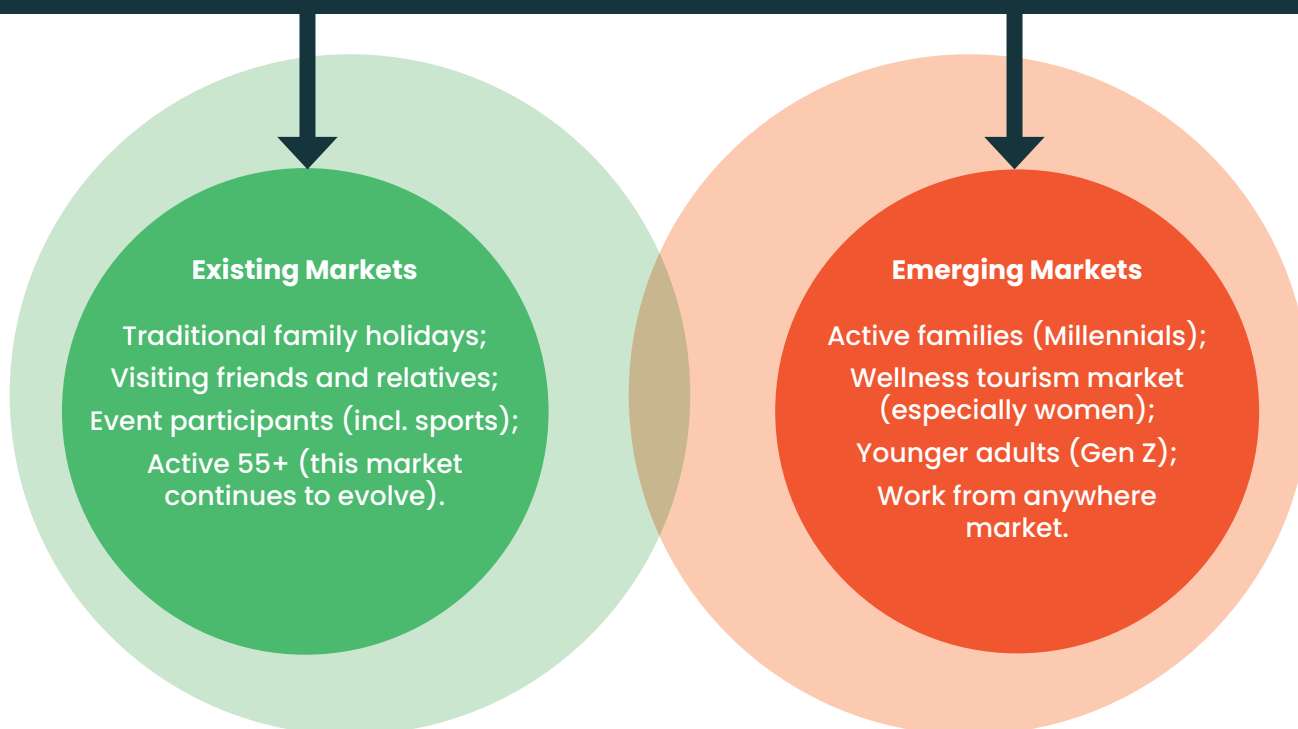 Existing Markets
Traditional family holidays;
Visiting friends and relatives;
Event participants (incl. sports);
Active 55+ (this market
continues to evolve).
Emerging Markets
Active families (Millennials);
Wellness tourism market
(especially women);
Younger adults (Gen Z);
Work from anywhere
market.